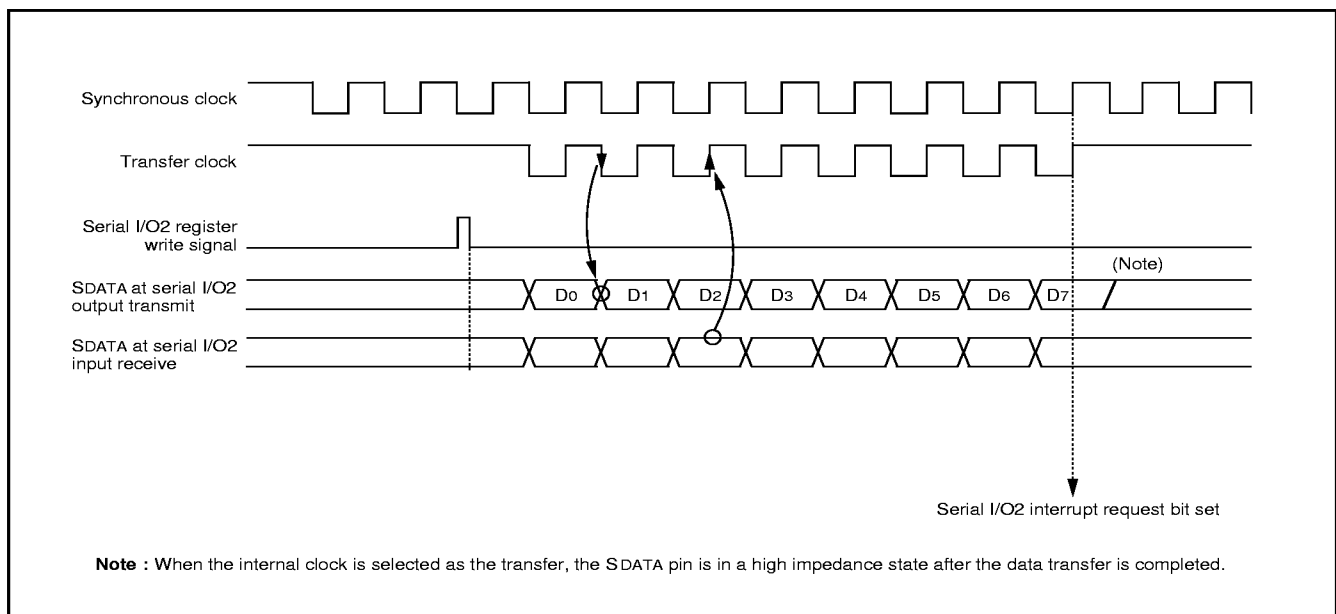 Synchronous clock
Transfer clock
Serial I/O2 register
write signal
(Note)
SDATA at serial I/O2
output transmit
D0 D1 D2 D3 D4 D5 D6 D7
SDATA at serial I/O2
input receive
Serial I/O2 interrupt request bit set
Note : When the internal clock is selected as the transfer, the SDATA pin is in a high impedance state after the data transfer is completed.